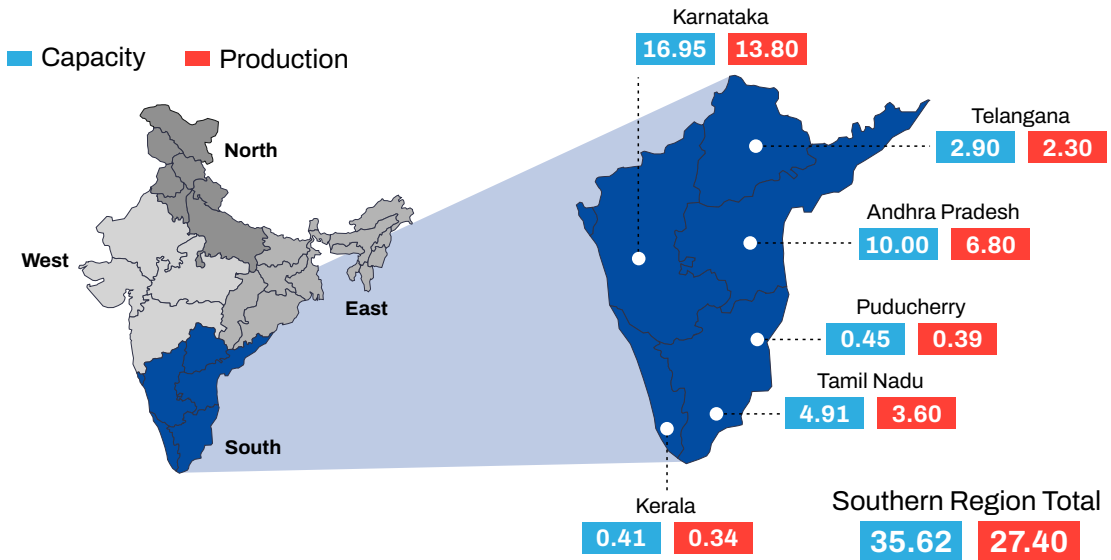 Capacity
Production
North
West
East
South
Karnataka
16.95 13.80
Telangana
2.90 2.30
Andhra Pradesh
10.00 6.80
Puducherry
0.45 0.39
Tamil Nadu
4.91 3.60
Kerala
0.41 0.34
Southern Region Total
35.62 27.40